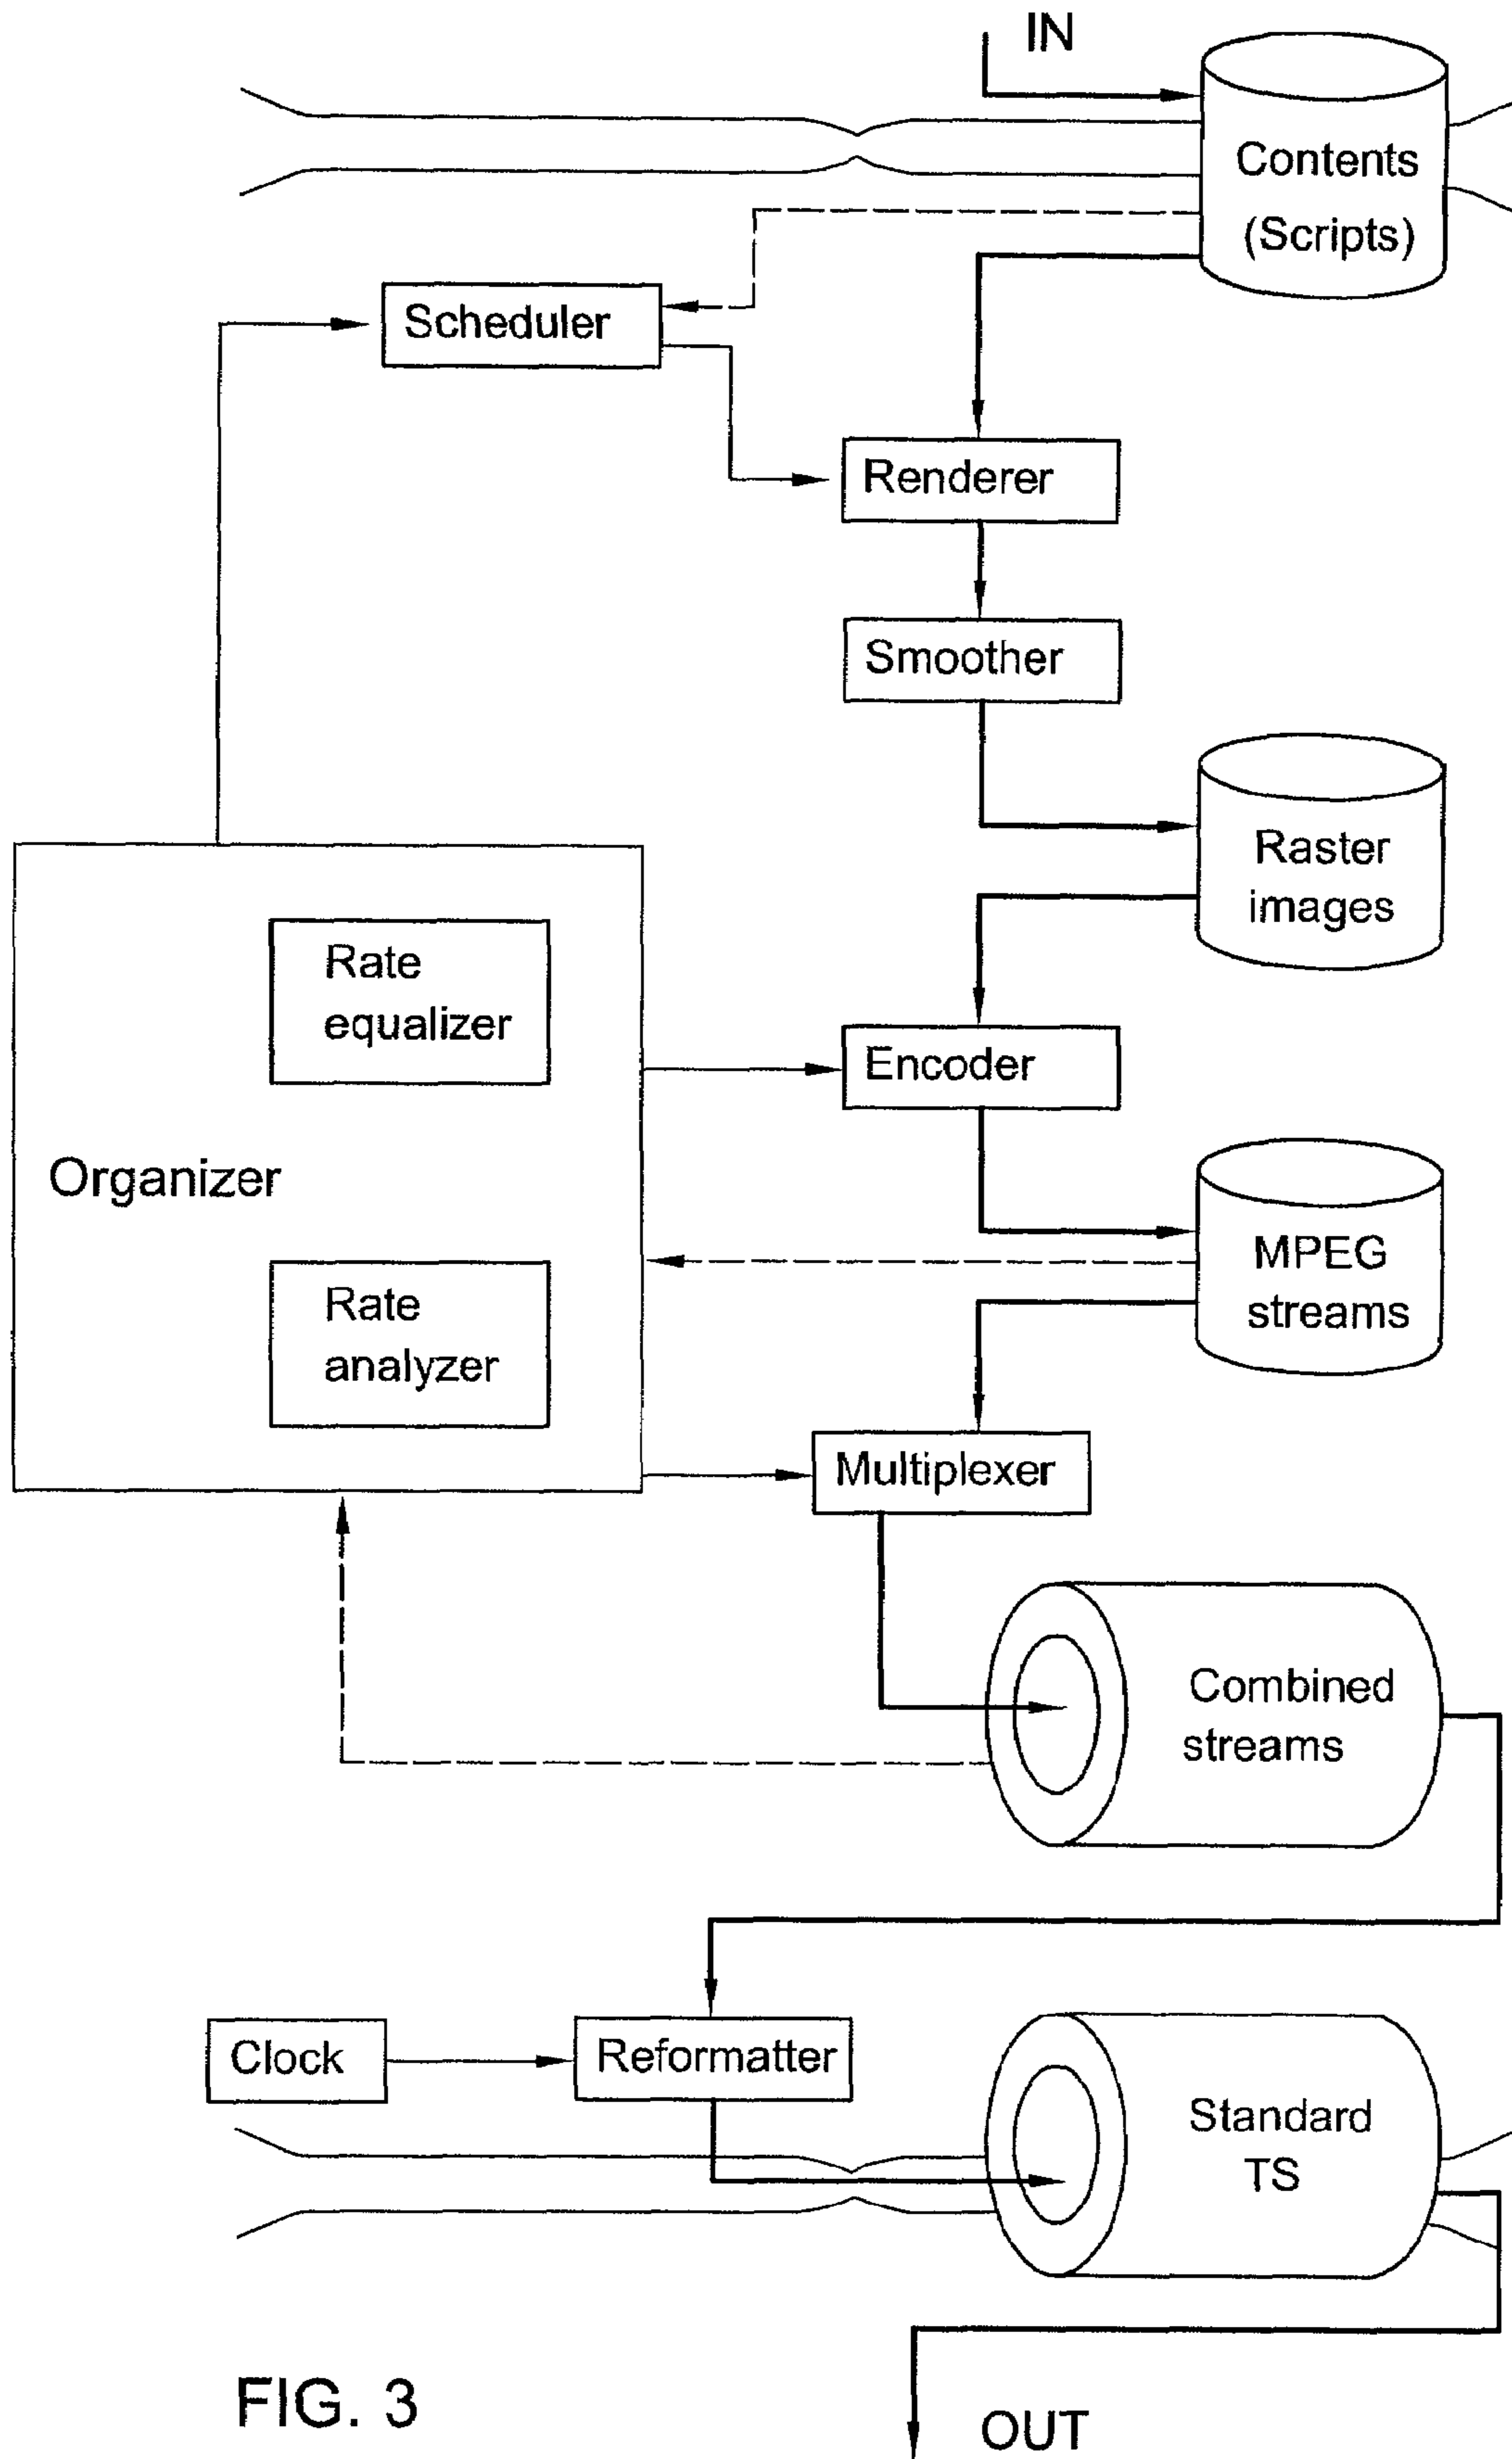 IN
Contents
(Scripts)
Scheduler
Renderer
Smoother
Raster
images
Rate
equalizer
Encoder
Organizer
MPEG
streams
Rate
analyzer
Multiplexer
Combined
streams
Clock
Reformatter
Standard
TS
FIG. 3
OUT